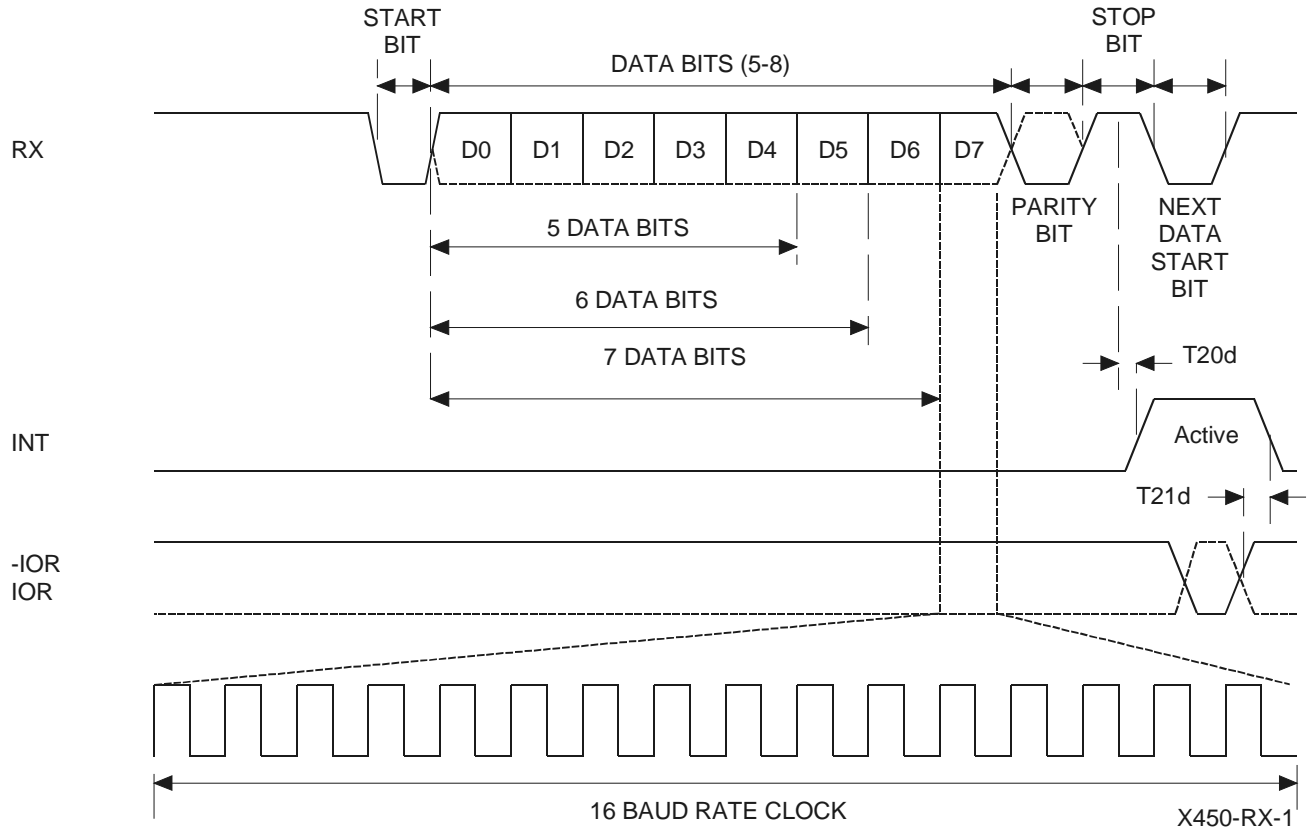 START
BIT
DATA BITS (5-8)
STOP
BIT
RX
D0
D1
D2
D3
D4
D5
D6
D7
PARITY
BIT
NEXT
DATA
START
BIT
5 DATA BITS
6 DATA BITS
7 DATA BITS
T20d
INT
Active
T21d
-IOR
IOR
16 BAUD RATE CLOCK
X450-RX-1